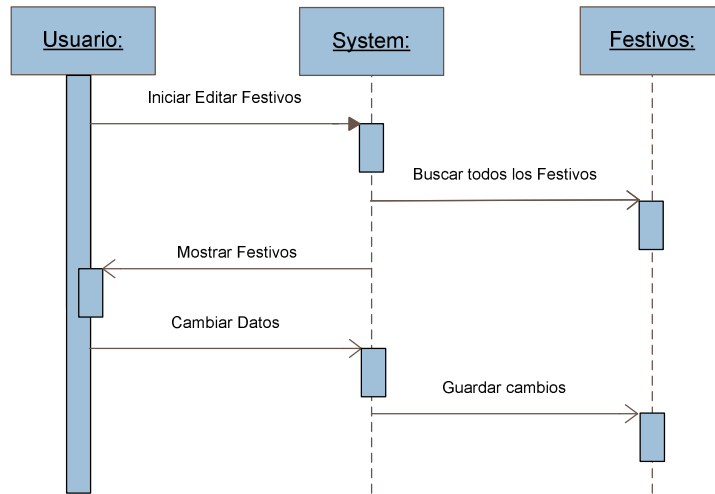 Usuario:
System:
Festivos:
Iniciar Editar Festivos
Buscar todos los Festivos
Mostrar Festivos
Cambiar Datos
Guardar cambios